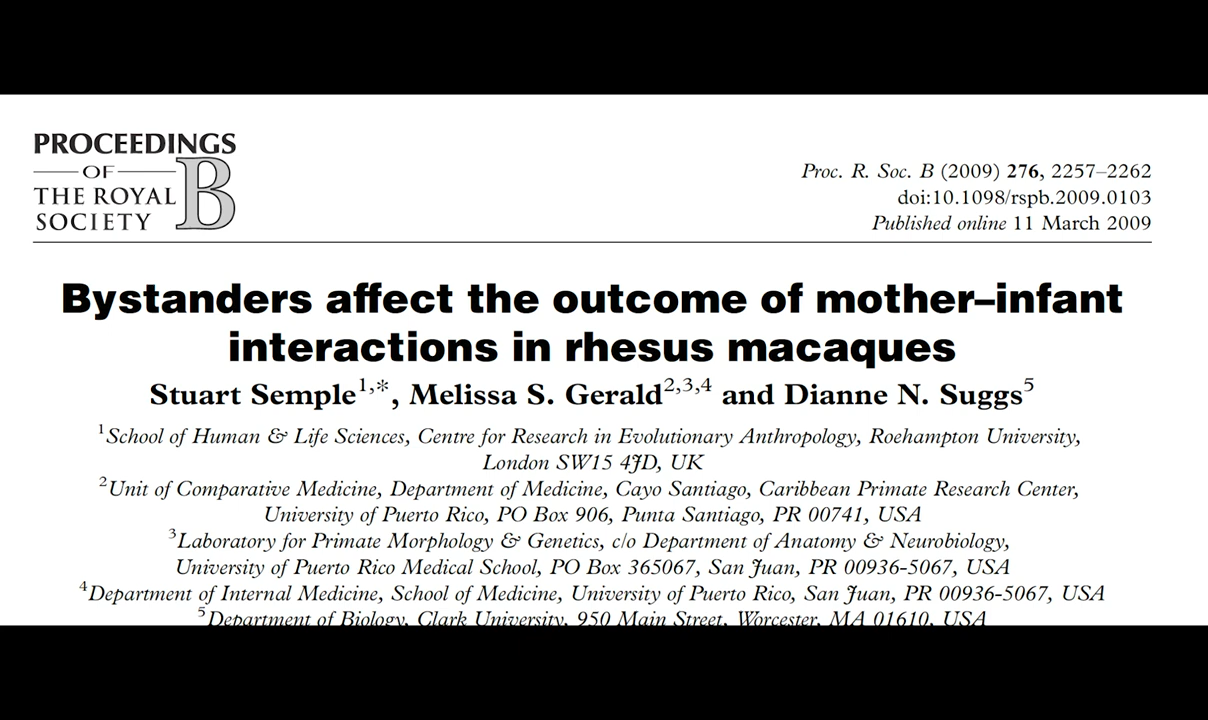 PROCEEDINGS
OF
THE ROYAL
SOCIETY B
Proc. R. Soc. B (2009) 276, 2257–2262
doi:10.1098/rspb.2009.0103
Published online 11 March 2009
Bystanders affect the outcome of mother–infant
interactions in rhesus macaques
Stuart Semple1,*, Melissa S. Gerald2,3,4 and Dianne N. Suggs5
1School of Human & Life Sciences, Centre for Research in Evolutionary Anthropology, Roehampton University,
London SW15 4JD, UK
2Unit of Comparative Medicine, Department of Medicine, Cayo Santiago, Caribbean Primate Research Center,
University of Puerto Rico, PO Box 906, Punta Santiago, PR 00741, USA
3Laboratory for Primate Morphology & Genetics, c/o Department of Anatomy & Neurobiology,
University of Puerto Rico Medical School, PO Box 365067, San Juan, PR 00936-5067, USA
4Department of Internal Medicine, School of Medicine, University of Puerto Rico, San Juan, PR 00936-5067, USA
5Department of Biology, Clark University, 950 Main Street, Worcester, MA 01610, USA